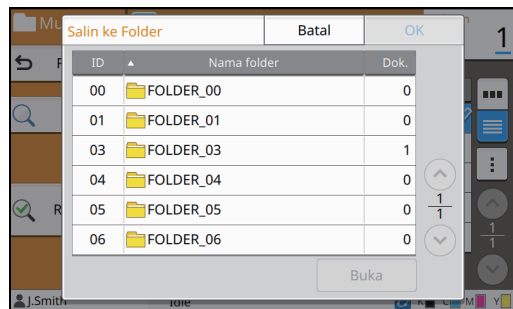 Mu
Salin ke Folder
Batal
OK
1
ID ▲ Nama folder Dok.
00 FOLDER_00 0
01 FOLDER_01 0
03 FOLDER_03 1
04 FOLDER_04 0
05 FOLDER_05 0
06 FOLDER_06 0
1
1
1
1
R
Buka
J.Smith
Idle
K C M Y